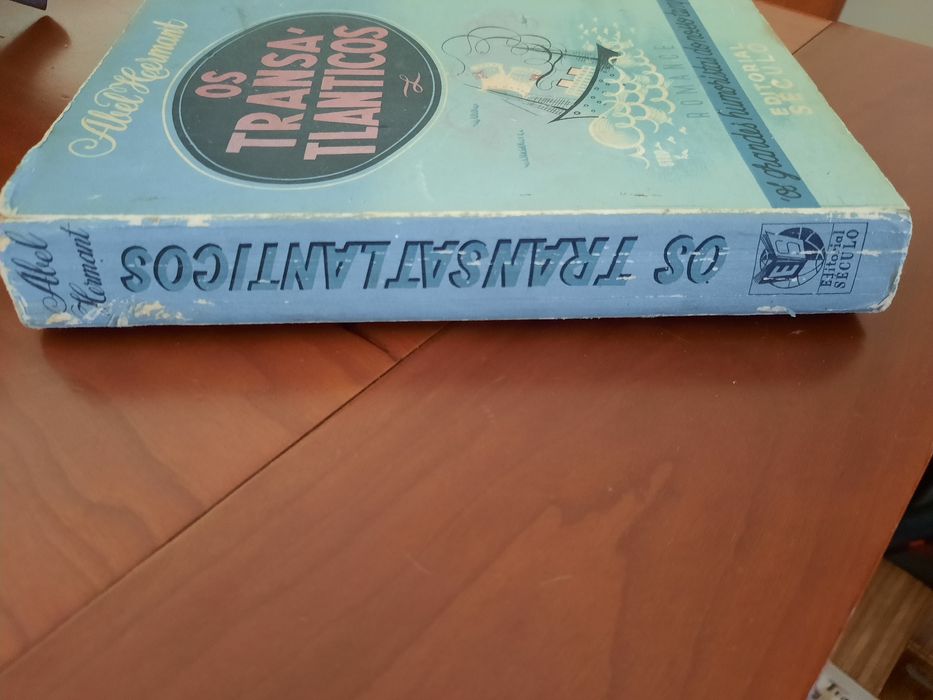 Abel Hermant
OS
TRANSA-
TLANTICOS
ROMANCE
os grandes humoristas
EDITORIAL
SÉCULO
Abel
Hermant
OS TRANSATLANTICOS
Editorial
SÉCULO